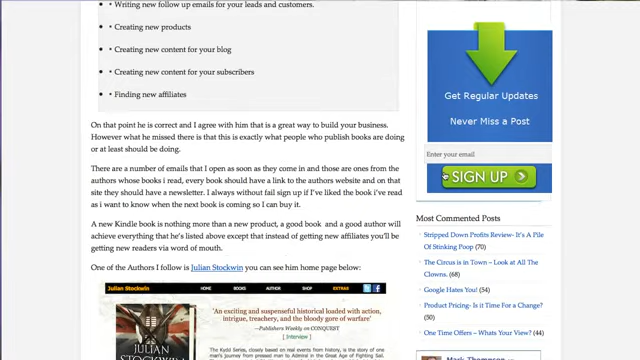 • Writing new follow up emails for your leads and customers.
• Creating new products
• Creating new content for your blog
• Creating new content for your subscribers
• Finding new affiliates
On that point he is correct and I agree with him that is a great way to build your business.
However what he missed there is that this is exactly what people who publish books are doing
or at least should be doing.
There are a number of emails that I open as soon as they come in and those are ones from the
authors whose books i read, every book should have a link to the authors website and on that
site they should have a newsletter. I always without fail sign up if I've liked the book i've read
as i want to know when the next book is coming so I can buy it.
A new Kindle book is nothing more than a new product, a good book and a good author will
achieve everything that he's listed above except that instead of getting new affiliates you'll be
getting new readers via word of mouth.
One of the Authors I follow is Julian Stockwin you can see him home page below:
Julian Stockwin HOME BOOKS BLOG SHOP EXTRAS
'An exciting and suspenseful historical loaded with action,
intrigue, treachery, and the bloody gore of warfare'
—Publishers Weekly on CONQUEST
[ Interview ]
JULIAN
The Kydd Series, closely based on real events from history, is the story of one
man's journey from pressed man to Admiral in the Great Age of Fighting Sail.
Get Regular Updates
Never Miss a Post
Enter your email
SIGN UP
Most Commented Posts
Stripped Down Profits Review- It's A Pile
Of Stinking Poop (70)
The Circus is in Town – Look at All The
Clowns. (68)
Google Hates You! (54)
Product Pricing- Is it Time For a Change?
(50)
One Time Offers – Whats Your View? (44)
Mark Thompson